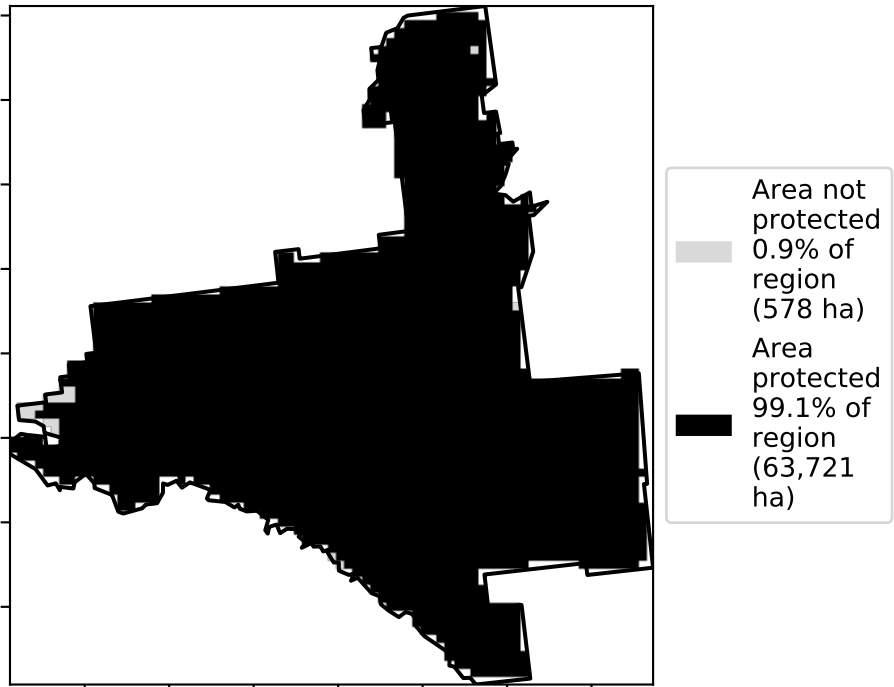 Area not
protected
0.9% of
region
(578 ha)
Area
protected
99.1% of
region
(63,721
ha)